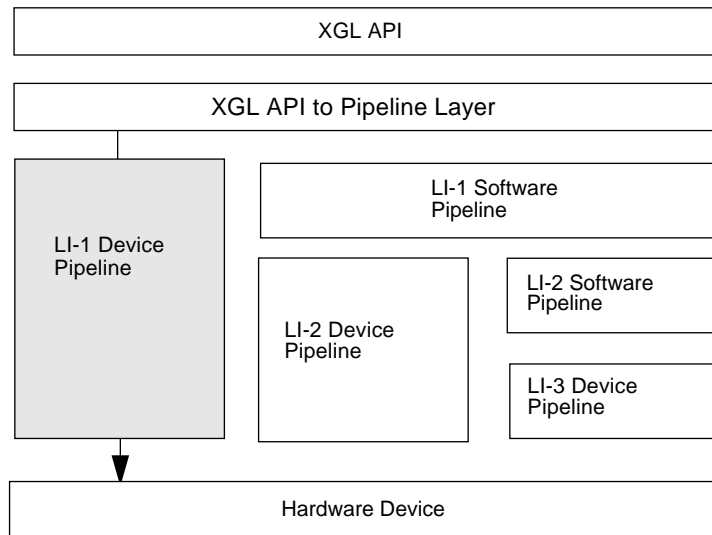 XGL API
XGL API to Pipeline Layer
LI-1 Device
Pipeline
LI-1 Software
Pipeline
LI-2 Device
Pipeline
LI-2 Software
Pipeline
LI-3 Device
Pipeline
Hardware Device